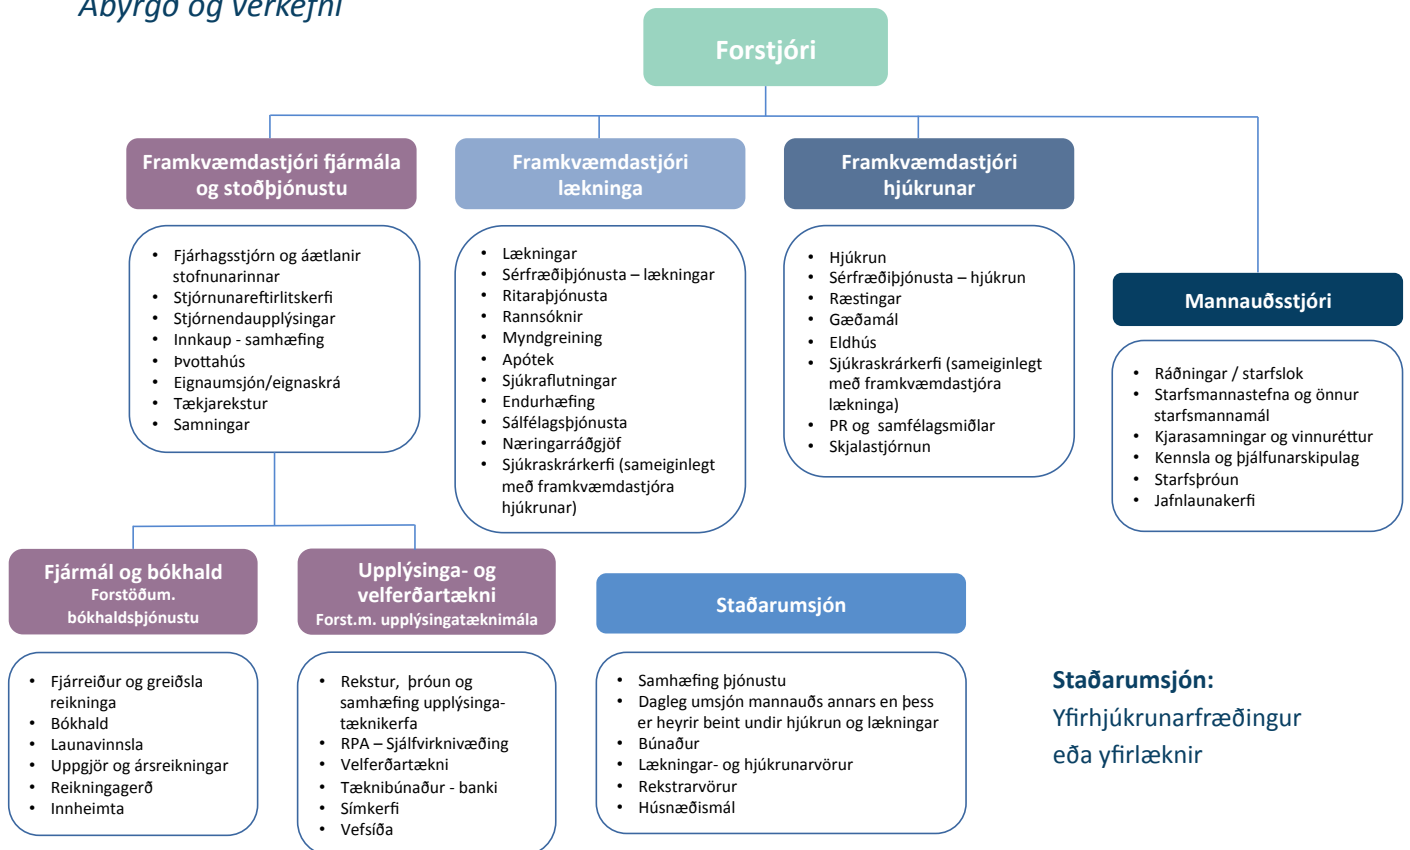 Ábyrgð og verkefni
Forstjóri
Framkvæmdastjóri fjármála
og stoðþjónustu
• Fjárhagsstjórn og áætlanir
stofnunarinnar
• Stjórnunareftirlitskerfi
• Stjórnendaupplýsingar
• Innkaup - samhæfing
• Þvottahús
• Eignaumsjón/eignaskrá
• Tækjarekstur
• Samningar
Framkvæmdastjóri
lækninga
• Lækningar
• Sérfræðiþjónusta – lækningar
• Ritaraþjónusta
• Rannsóknir
• Myndgreining
• Apótek
• Sjúkraflutningar
• Endurhæfing
• Sálfélagsþjónusta
• Næringarráðgjöf
• Sjúkraskrárkerfi (sameiginlegt
með framkvæmdastjóra
hjúkrunar)
Framkvæmdastjóri
hjúkrunar
• Hjúkrun
• Sérfræðiþjónusta – hjúkrun
• Ræstingar
• Gæðamál
• Eldhús
• Sjúkraskrárkerfi (sameiginlegt
með framkvæmdastjóra
lækninga)
• PR og samfélagsmiðlar
• Skjalastjórnun
Mannauðsstjóri
• Ráðningar / starfslok
• Starfsmannastefna og önnur
starfsmannamál
• Kjarasamningar og vinnuréttur
• Kennsla og þjálfunarskipulag
• Starfsþróun
• Jafnlaunakerfi
Fjármál og bókhald
Forstöðum.
bókhaldsþjónustu
• Fjárreiður og greiðsla
reikninga
• Bókhald
• Launavinnsla
• Uppgjör og ársreikningar
• Reikningagerð
• Innheimta
Upplýsinga- og
velferðartækni
Forst.m. upplýsingatæknimála
• Rekstur, þróun og
samhæfing upplýsinga-
tæknikerfa
• RPA – Sjálfvirknivæðing
• Velferðartækni
• Tæknibúnaður - banki
• Símkerfi
• Vefsíða
Staðarumsjón
• Samhæfing þjónustu
• Dagleg umsjón mannauðs annars en þess
er heyrir beint undir hjúkrun og lækningar
• Búnaður
• Lækningar- og hjúkrunarvörur
• Rekstrarvörur
• Húsnæðismál
Staðarumsjón:
Yfirhjúkrunarfræðingur
eða yfirlæknir